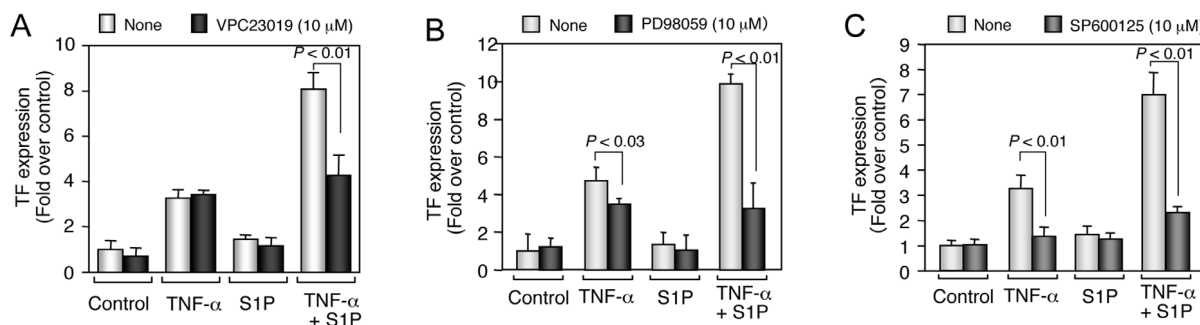 A
None VPC23019 (10 μM)
TF expression
(Fold over control)
10
8
6
4
2
0
P < 0.01
Control TNF-α S1P TNF-α
+ S1P
B
None PD98059 (10 μM)
TF expression
(Fold over control)
12
10
8
6
4
2
0
P < 0.03
P < 0.01
Control TNF-α S1P TNF-α
+ S1P
C
None SP600125 (10 μM)
TF expression
(Fold over control)
9
8
7
6
5
4
3
2
1
0
P < 0.01
P < 0.01
Control TNF-α S1P TNF-α
+ S1P